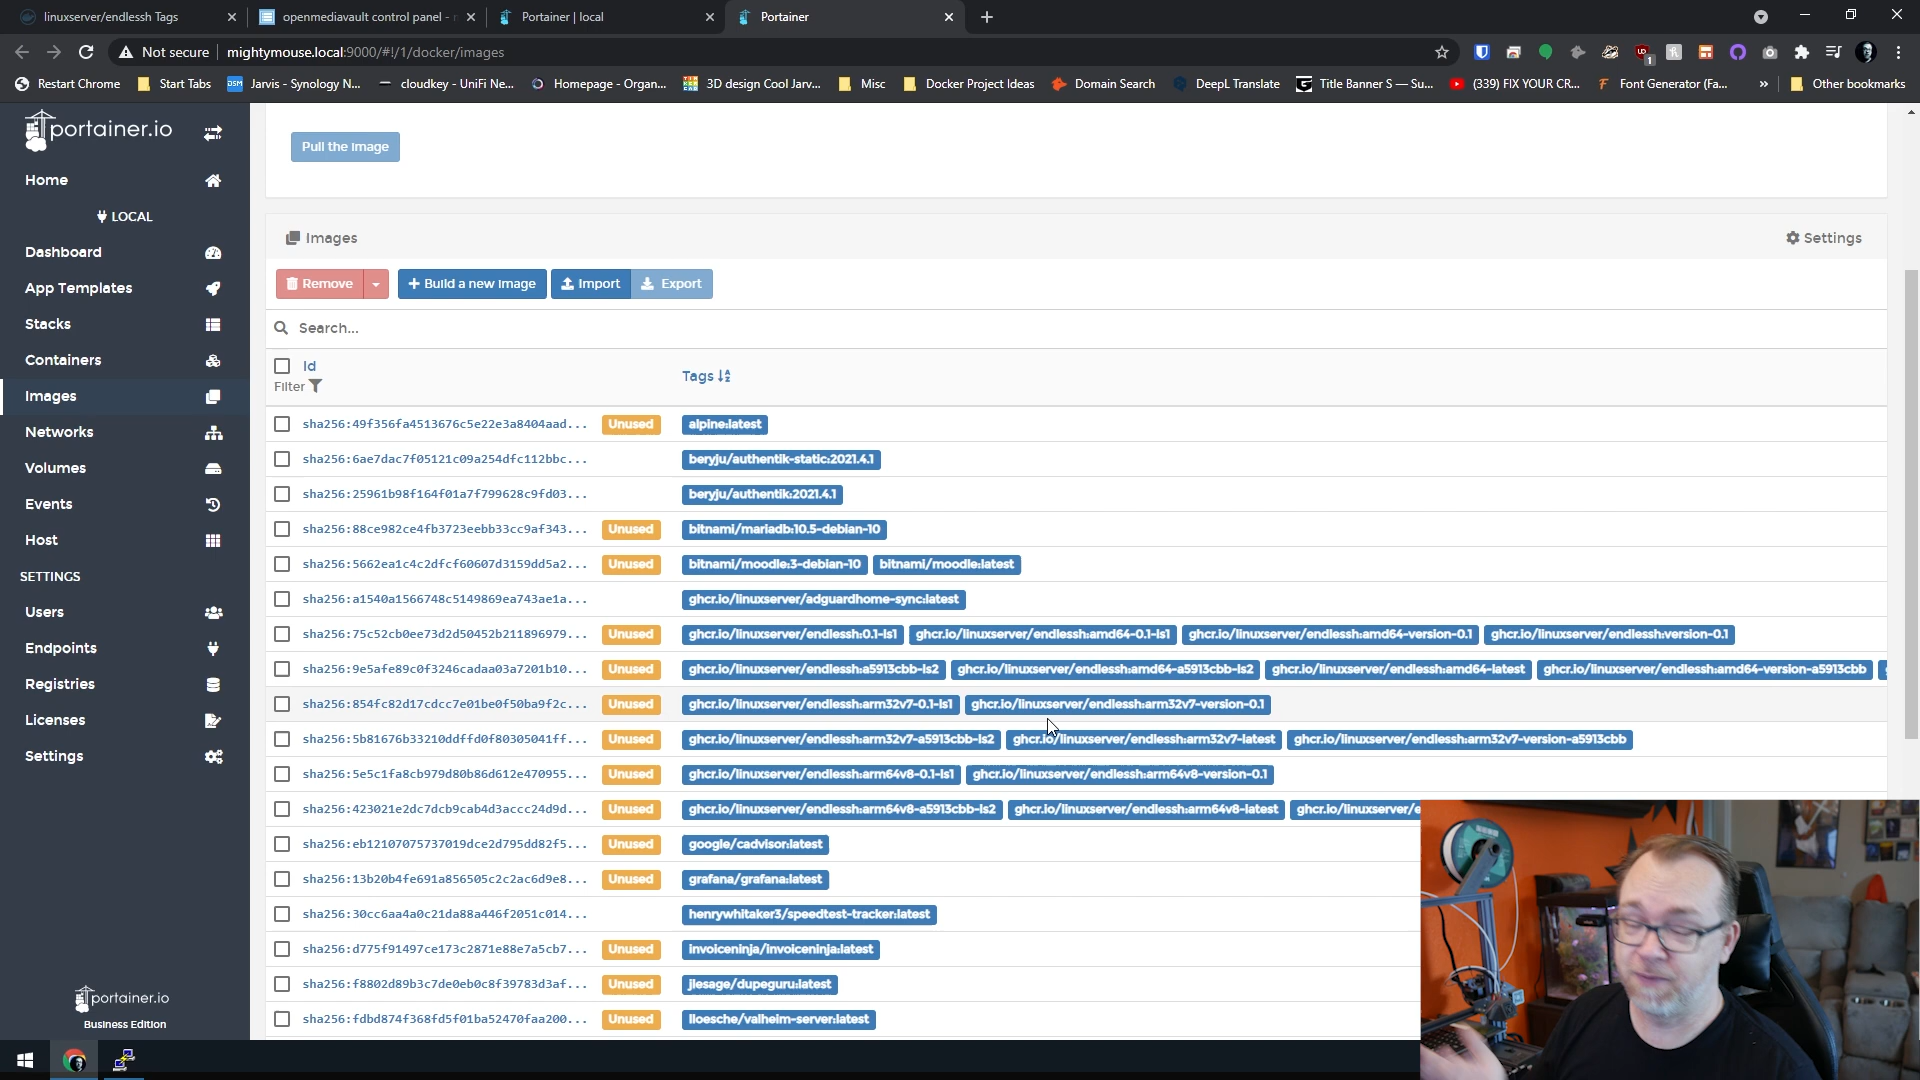 linuxserver/endlessh Tags
openmediavault control panel -
Portainer | local
Portainer
Not secure
mightymouse.local:9000/#!/1/docker/images
Restart Chrome
Start Tabs
Jarvis - Synology N...
cloudkey - UniFi Ne...
Homepage - Organ...
3D design Cool Jarv...
Misc
Docker Project Ideas
Domain Search
DeepL Translate
Title Banner S — Su...
(339) FIX YOUR CR...
Font Generator (Fa...
Other bookmarks
portainer.io
Home
LOCAL
Dashboard
App Templates
Stacks
Containers
Images
Networks
Volumes
Events
Host
SETTINGS
Users
Endpoints
Registries
Licenses
Settings
portainer.io
Business Edition
Pull the image
Images
Settings
Remove
+ Build a new image
Import
Export
Search...
Id
Filter
Tags
sha256:49f356fa4513676c5e22e3a8404aad... Unused alpine:latest
sha256:6ae7dac7f05121c09a254dfc112bbc... beryju/authentik-static:2021.4.1
sha256:25961b98f164f01a7f799628c9fd03... beryju/authentik:2021.4.1
sha256:88ce982ce4fb3723eebb33cc9af343... Unused bitnami/mariadb:10.5-debian-10
sha256:5662ea1c4c2dfcf60607d3159dd5a2... Unused bitnami/moodle:3-debian-10 bitnami/moodle:latest
sha256:a1540a1566748c5149869ea743ae1a... ghcr.io/linuxserver/adguardhome-sync:latest
sha256:75c52cb0ee73d2d50452b211896979... Unused ghcr.io/linuxserver/endlessh:0.1-ls1 ghcr.io/linuxserver/endlessh:amd64-0.1-ls1 ghcr.io/linuxserver/endlessh:amd64-version-0.1 ghcr.io/linuxserver/endlessh:version-0.1
sha256:9e5afe89c0f3246cadaa03a7201b10... Unused ghcr.io/linuxserver/endlessh:a5913cbb-ls2 ghcr.io/linuxserver/endlessh:amd64-a5913cbb-ls2 ghcr.io/linuxserver/endlessh:amd64-latest ghcr.io/linuxserver/endlessh:amd64-version-a5913cbb
sha256:854fc82d17cdcc7e01be0f50ba9f2c... Unused ghcr.io/linuxserver/endlessh:arm32v7-0.1-ls1 ghcr.io/linuxserver/endlessh:arm32v7-version-0.1
sha256:5b81676b33210ddffd0f80305041ff... Unused ghcr.io/linuxserver/endlessh:arm32v7-a5913cbb-ls2 ghcr.io/linuxserver/endlessh:arm32v7-latest ghcr.io/linuxserver/endlessh:arm32v7-version-a5913cbb
sha256:5e5c1fa8cb979d80b86d612e470955... Unused ghcr.io/linuxserver/endlessh:arm64v8-0.1-ls1 ghcr.io/linuxserver/endlessh:arm64v8-version-0.1
sha256:423021e2dc7dcb9cab4d3accc24d9d... Unused ghcr.io/linuxserver/endlessh:arm64v8-a5913cbb-ls2 ghcr.io/linuxserver/endlessh:arm64v8-latest ghcr.io/linuxserver/e
sha256:eb12107075737019dce2d795dd82f5... Unused google/cadvisor:latest
sha256:13b20b4fe691a856505c2c2ac6d9e8... Unused grafana/grafana:latest
sha256:30cc6aa4a0c21da88a446f2051c014... henrywhitaker3/speedtest-tracker:latest
sha256:d775f91497ce173c2871e88e7a5cb7... Unused invoiceninja/invoiceninja:latest
sha256:f8802d89b3c7de0eb0c8f39783d3af... Unused jlesage/dupeguru:latest
sha256:fdbd874f368fd5f01ba52470faa200... Unused lloesche/valheim-server:latest